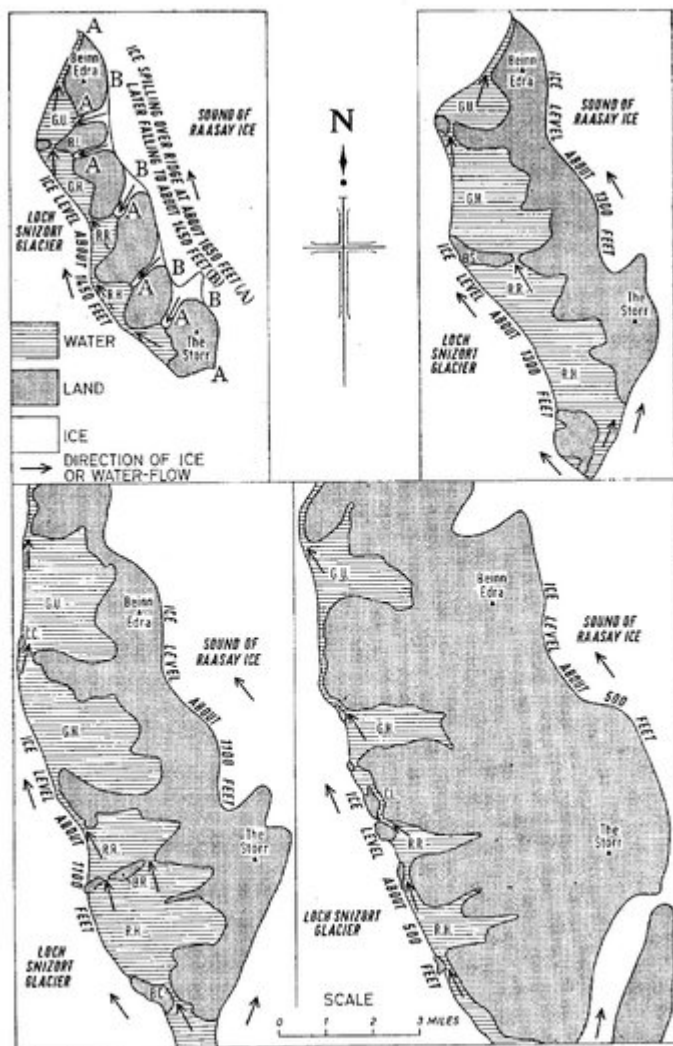 A
Beinn
Edra
B
ICE SPILLING OVER RIDGE AT ABOUT 1650 FEET (A)
LATER FALLING TO ABOUT 1450 FEET (B)
SOUND OF
RAASAY ICE
G.U.
A
B
A
G.H.
LOCH
SNIZORT
GLACIER
ICE LEVEL ABOUT 1450 FEET
A
R.R.
B
A
B
R.H.
A
The
Storr
A
WATER
LAND
ICE
DIRECTION OF ICE
OR WATER-FLOW
N
Beinn
Edra
G.U.
ICE LEVEL ABOUT 1300 FEET
SOUND OF
RAASAY ICE
G.H.
R.R.
The
Storr
ICE LEVEL ABOUT 1300 FEET
LOCH
SNIZORT
GLACIER
R.H.
G.U.
Beinn
Edra
ICE LEVEL ABOUT 1100 FEET
SOUND OF
RAASAY ICE
G.H.
ICE LEVEL ABOUT 1100 FEET
The
Storr
R.R.
B.R.
R.H.
LOCH
SNIZORT
GLACIER
G.U.
Beinn
Edra
ICE LEVEL ABOUT 500 FEET
SOUND OF
RAASAY ICE
G.H.
ICE LEVEL ABOUT 500 FEET
R.R.
The
Storr
R.H.
LOCH SNIZORT
GLACIER
SCALE
0 1 2 3 MILES